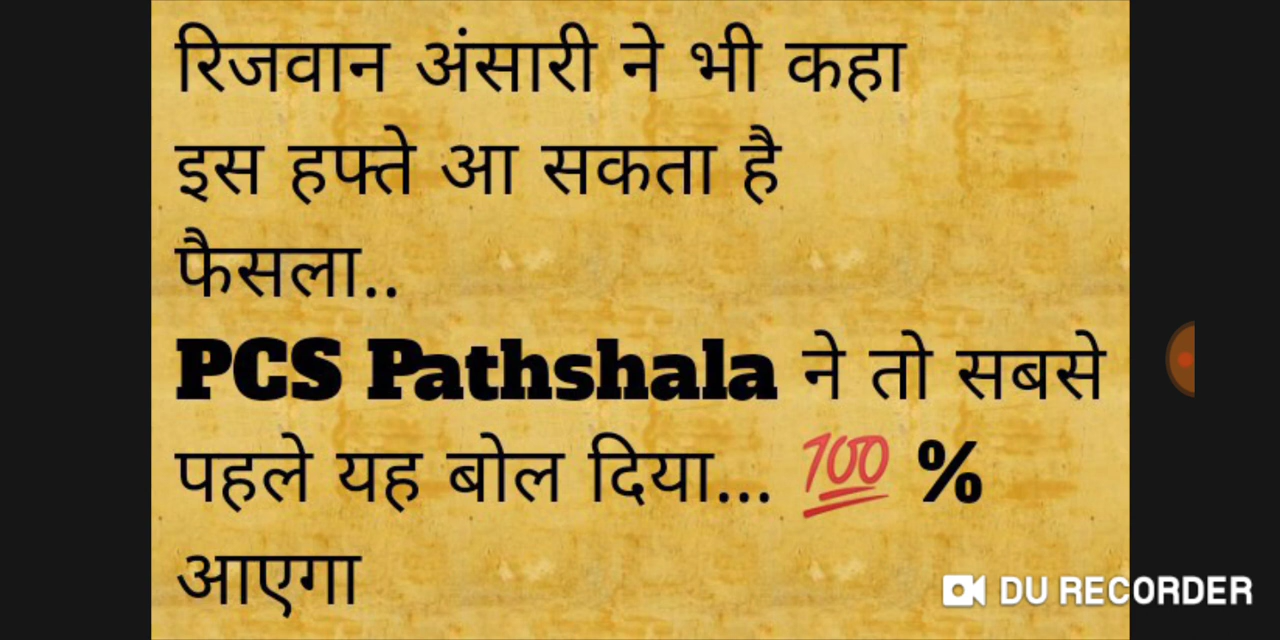 रिजवान अंसारी ने भी कहा
इस हफ्ते आ सकता है
फैसला..
PCS Pathshala ने तो सबसे
पहले यह बोल दिया... 💯 %
आएगा
DU RECORDER